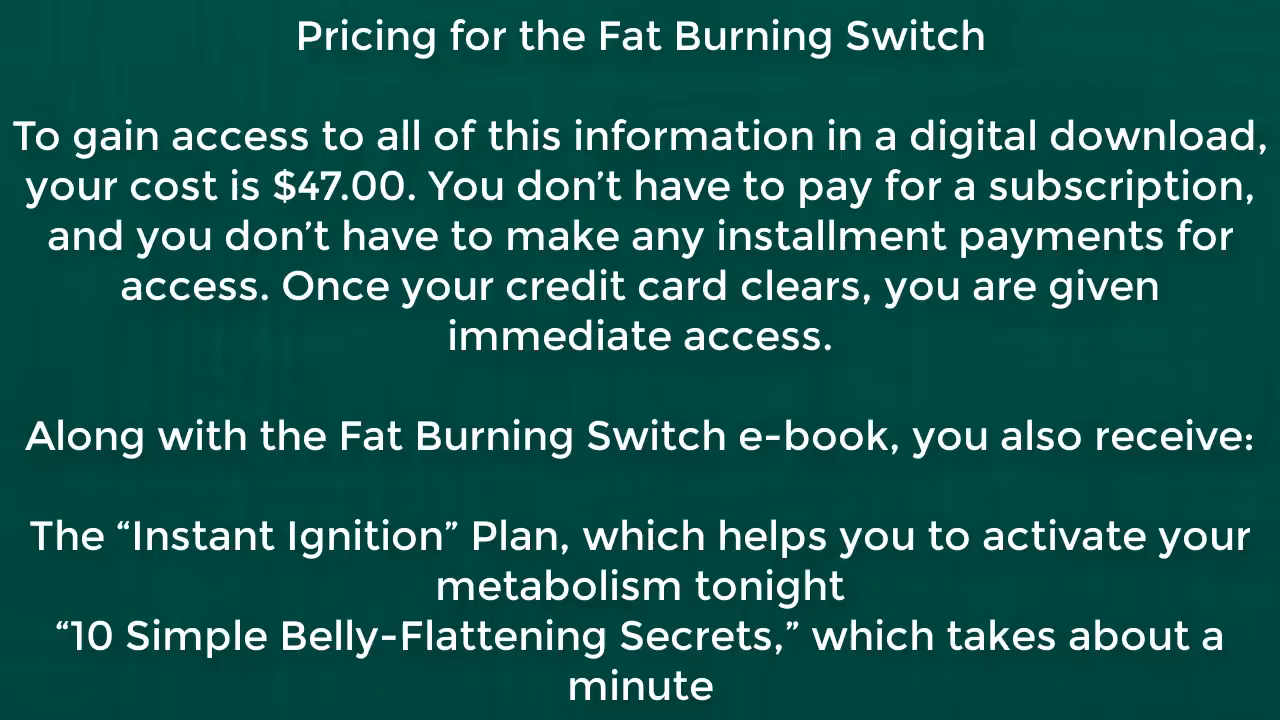 Pricing for the Fat Burning Switch
To gain access to all of this information in a digital download,
your cost is $47.00. You don’t have to pay for a subscription,
and you don’t have to make any installment payments for
access. Once your credit card clears, you are given
immediate access.
Along with the Fat Burning Switch e-book, you also receive:
The “Instant Ignition” Plan, which helps you to activate your
metabolism tonight
“10 Simple Belly-Flattening Secrets,” which takes about a
minute